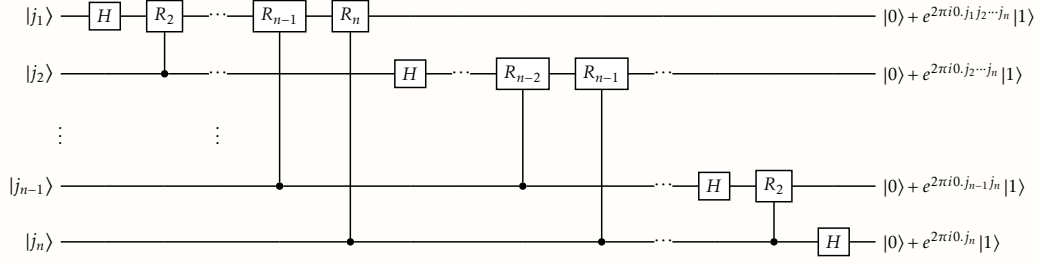 |j₁⟩ H R₂ ⋯ Rₙ₋₁ Rₙ |0⟩ + e^{2πi0.j₁j₂⋯jₙ}|1⟩
|j₂⟩ ⋯ H ⋯ Rₙ₋₂ Rₙ₋₁ ⋯ |0⟩ + e^{2πi0.j₂⋯jₙ}|1⟩
⋮ ⋮
|jₙ₋₁⟩ ⋯ H R₂ |0⟩ + e^{2πi0.jₙ₋₁jₙ}|1⟩
|jₙ⟩ ⋯ H |0⟩ + e^{2πi0.jₙ}|1⟩